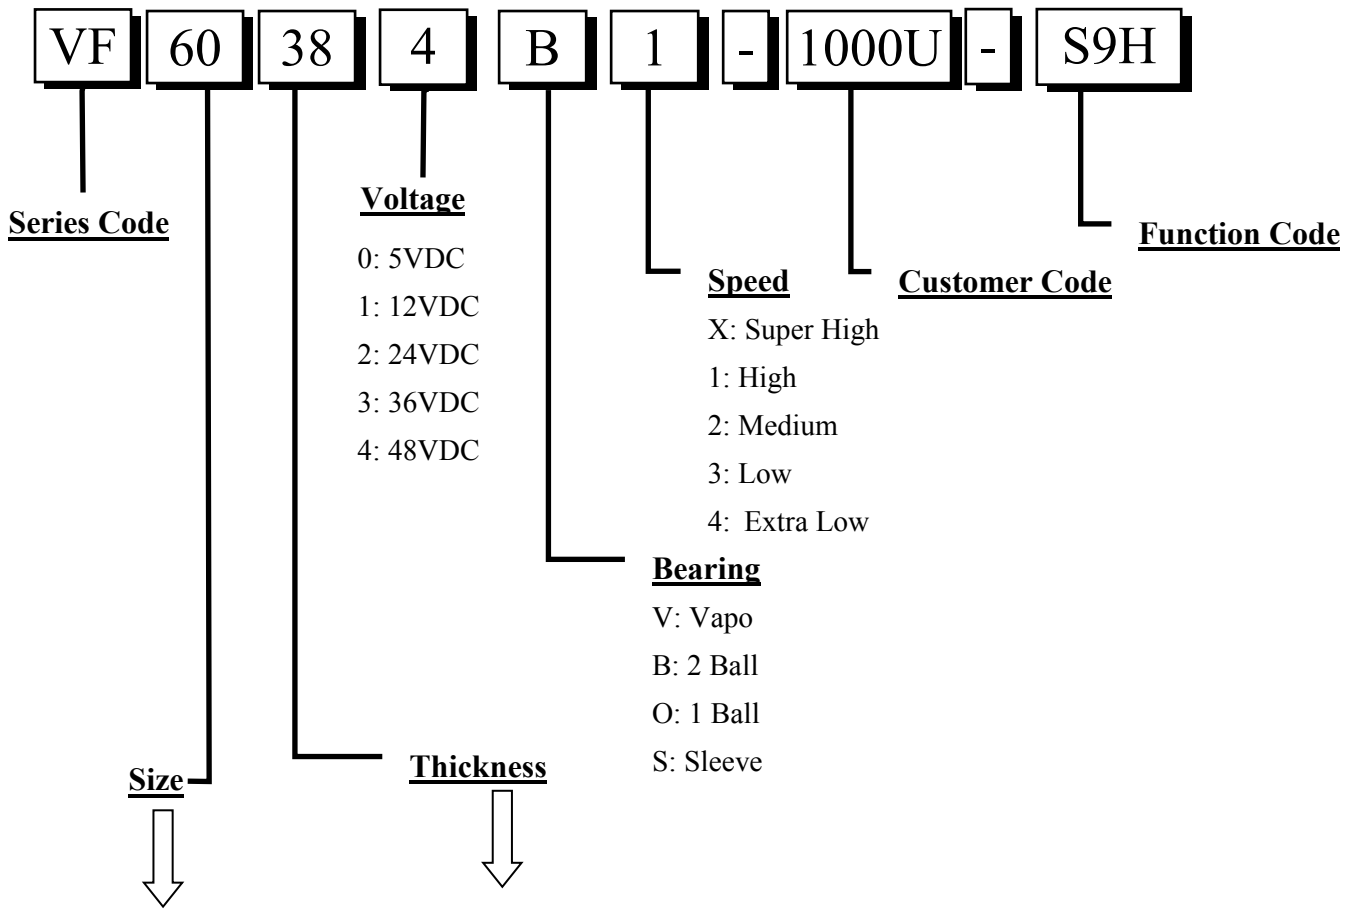 VF 60 38 4 B 1 - 1000U - S9H
Series Code
Voltage
0: 5VDC
1: 12VDC
2: 24VDC
3: 36VDC
4: 48VDC
Function Code
Customer Code
Speed
X: Super High
1: High
2: Medium
3: Low
4: Extra Low
Bearing
V: Vapo
B: 2 Ball
O: 1 Ball
S: Sleeve
Thickness
Size